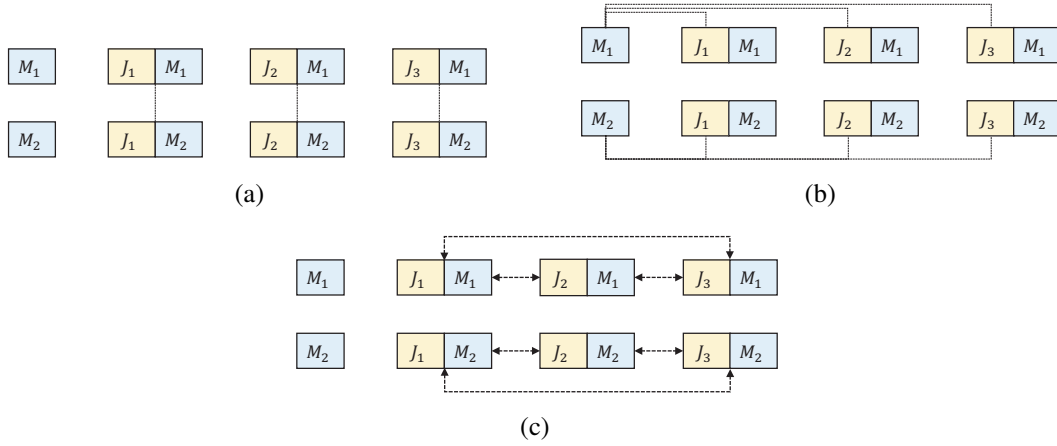 M₁ J₁ M₁ J₂ M₁ J₃ M₁
M₂ J₁ M₂ J₂ M₂ J₃ M₂
(a)
M₁ J₁ M₁ J₂ M₁ J₃ M₁
M₂ J₁ M₂ J₂ M₂ J₃ M₂
(b)
M₁ J₁ M₁ J₂ M₁ J₃ M₁
M₂ J₁ M₂ J₂ M₂ J₃ M₂
(c)